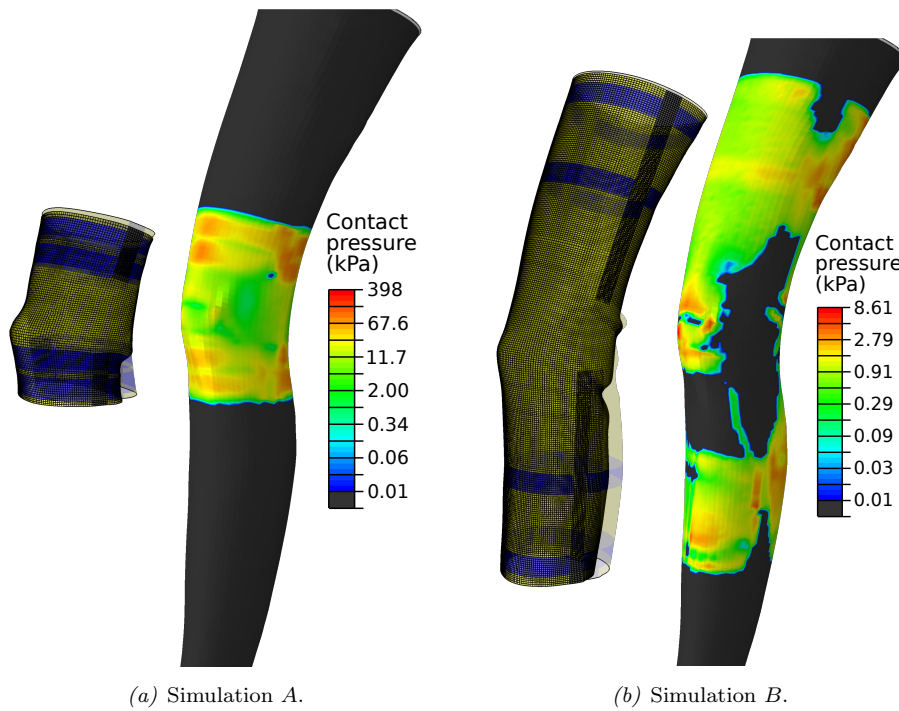 Contact
pressure
(kPa)
398
67.6
11.7
2.00
0.34
0.06
0.01
(a) Simulation A.
Contact
pressure
(kPa)
8.61
2.79
0.91
0.29
0.09
0.03
0.01
(b) Simulation B.